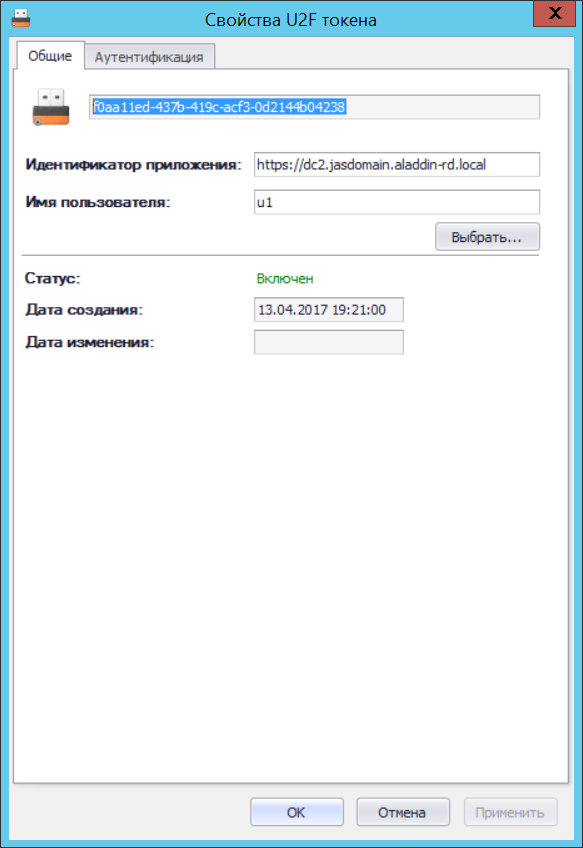 Свойства U2F токена
X
Общие Аутентификация
f0aa11ed-437b-419c-acf3-0d2144b04238
Идентификатор приложения: https://dc2.jasdomain.aladdin-rd.local
Имя пользователя: u1
Выбрать...
Статус: Включен
Дата создания: 13.04.2017 19:21:00
Дата изменения:
ОК Отмена Применить